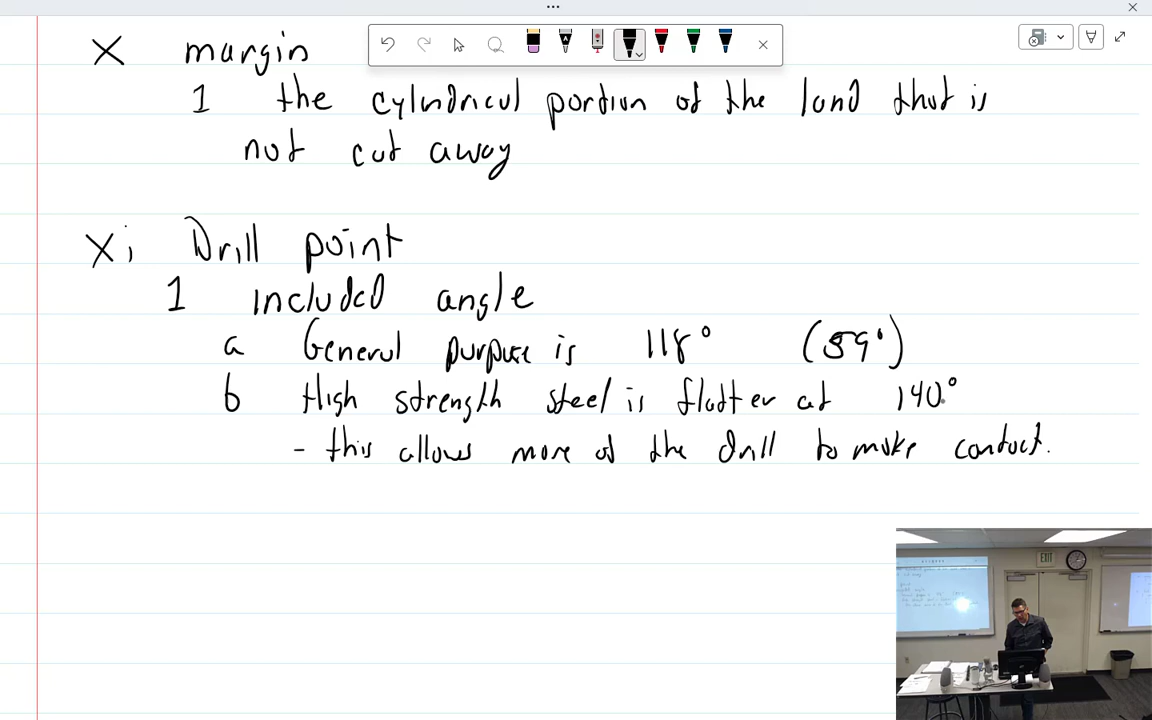 X margin
1 the cylindrical portion of the land that is
not cut away
Xi Drill point
1 included angle
a General purpose is 118° (59°)
b High strength steel is flatter at 140°
- this allows more of the drill to make contact.
EXIT